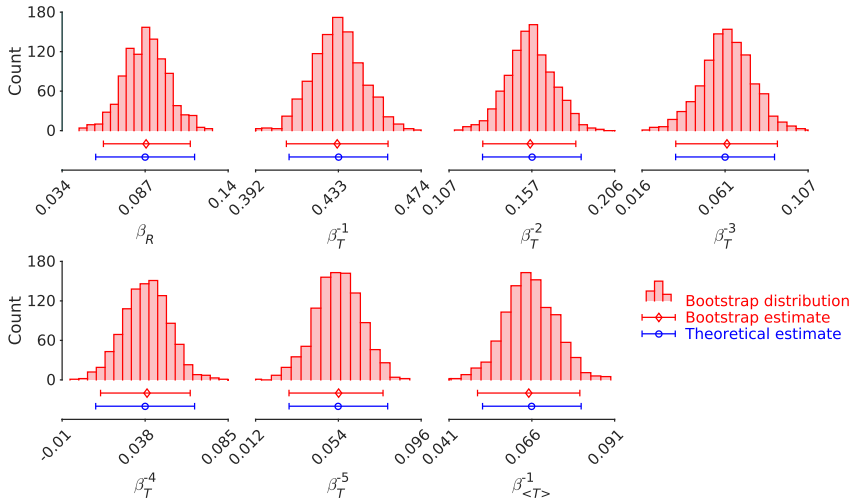 180
120
60
0
Count
0.034
0.087
0.14
β_R
0.392
0.433
0.474
β_T^-1
0.107
0.157
0.206
β_T^-2
0.016
0.061
0.107
β_T^-3
180
120
60
0
Count
-0.01
0.038
0.085
β_T^-4
0.012
0.054
0.096
β_T^-5
0.041
0.066
0.091
β_<T>^-1
Bootstrap distribution
Bootstrap estimate
Theoretical estimate